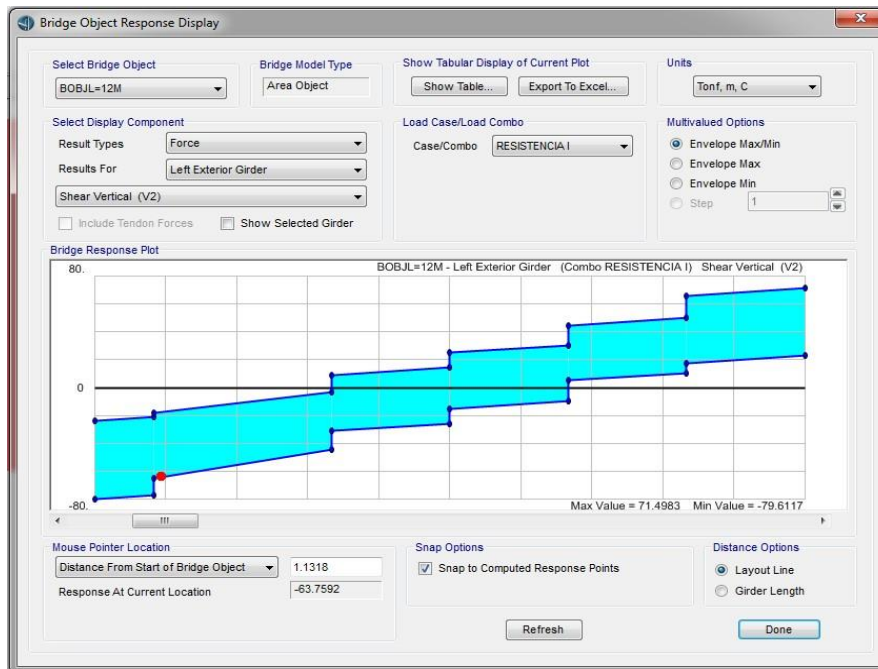 Bridge Object Response Display
Select Bridge Object
BOBJL=12M
Bridge Model Type
Area Object
Show Tabular Display of Current Plot
Show Table...
Export To Excel...
Units
Tonf, m, C
Select Display Component
Result Types
Force
Results For
Left Exterior Girder
Shear Vertical (V2)
Include Tendon Forces
Show Selected Girder
Load Case/Load Combo
Case/Combo
RESISTENCIA I
Multivalued Options
Envelope Max/Min
Envelope Max
Envelope Min
Step
1
Bridge Response Plot
80.
BOBJL=12M - Left Exterior Girder (Combo RESISTENCIA I) Shear Vertical (V2)
0
-80.
Max Value = 71.4983 Min Value = -79.6117
Mouse Pointer Location
Distance From Start of Bridge Object
1.1318
Response At Current Location
-63.7592
Snap Options
Snap to Computed Response Points
Distance Options
Layout Line
Girder Length
Refresh
Done